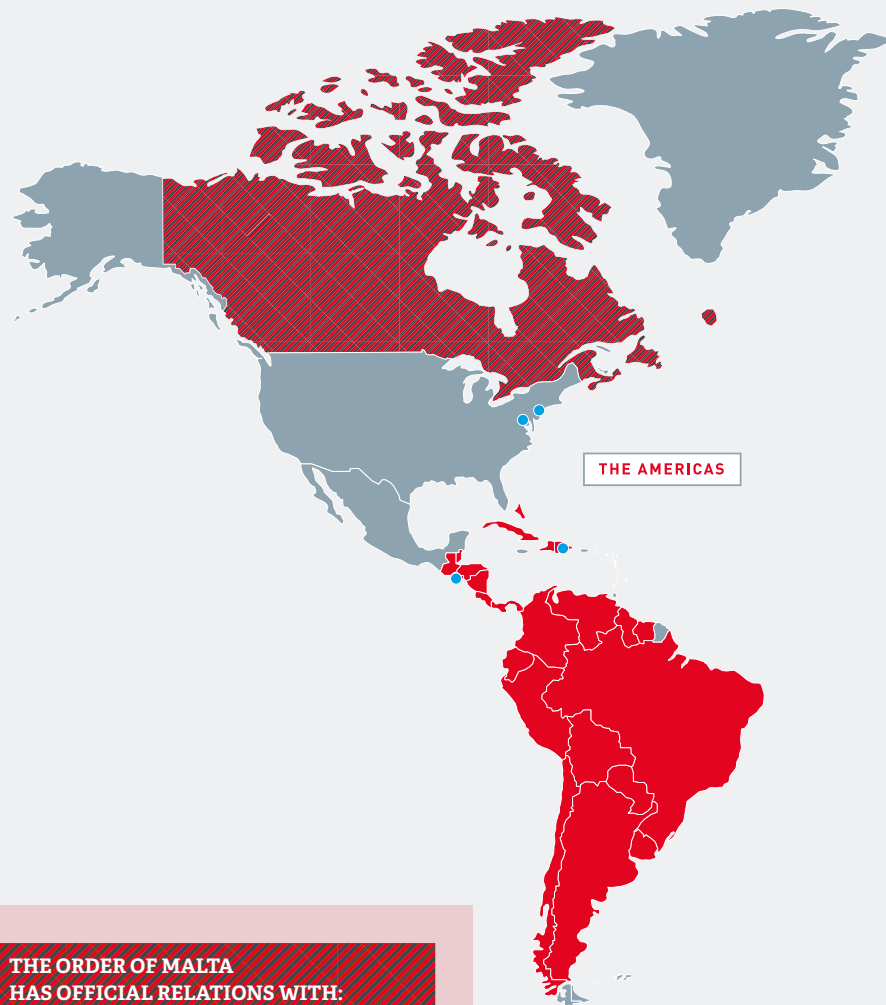 THE AMERICAS
THE ORDER OF MALTA
HAS OFFICIAL RELATIONS WITH: